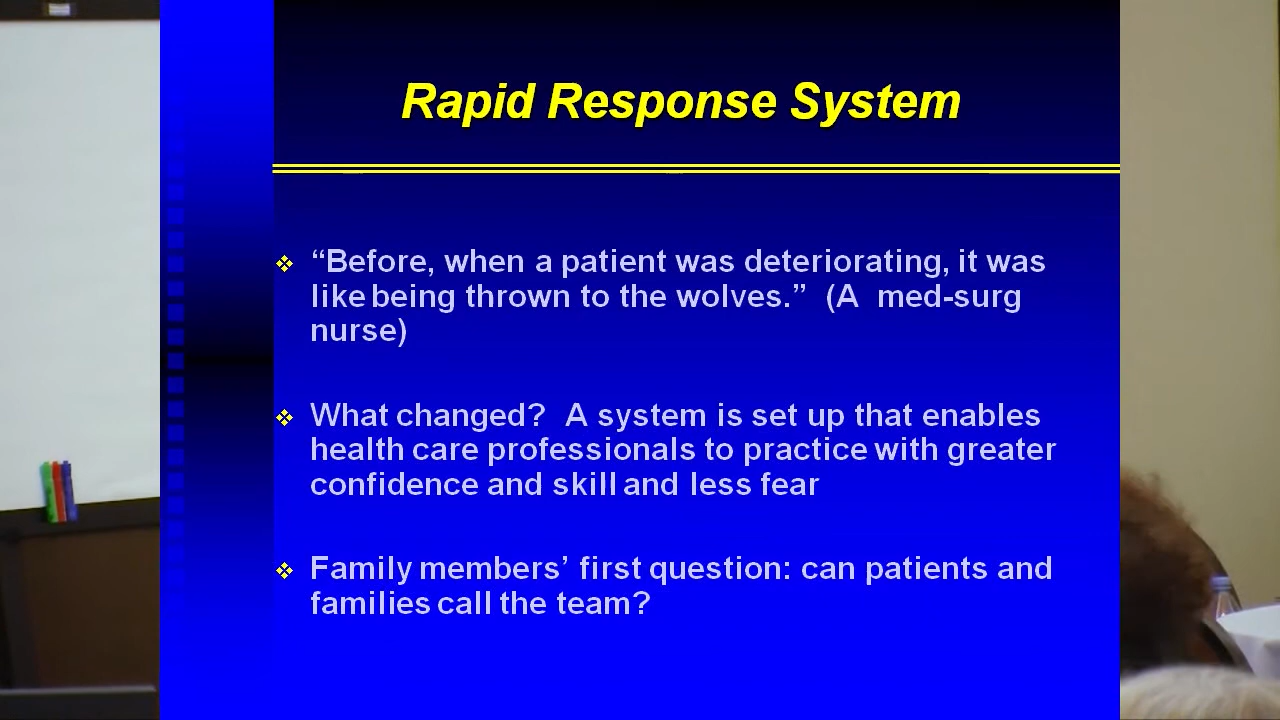 Rapid Response System
“Before, when a patient was deteriorating, it was
like being thrown to the wolves.” (A med-surg
nurse)
What changed? A system is set up that enables
health care professionals to practice with greater
confidence and skill and less fear
Family members’ first question: can patients and
families call the team?